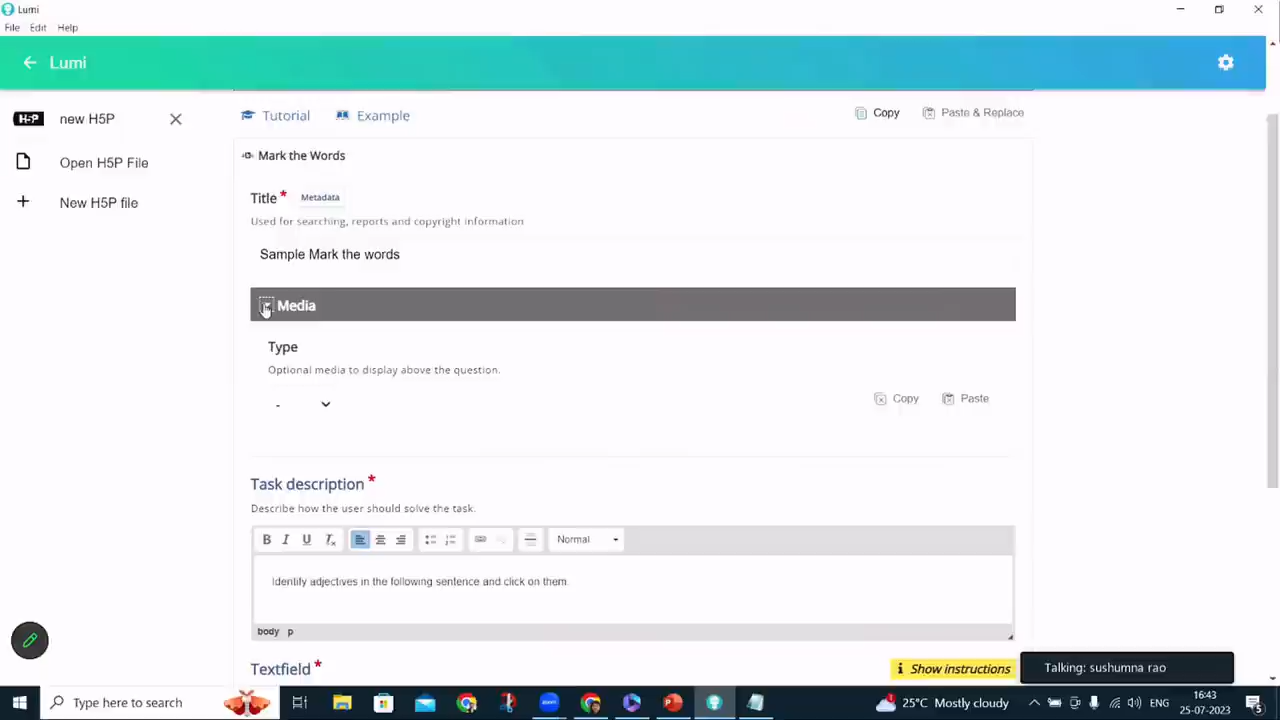 Lumi
File Edit Help
Lumi
H5P new H5P
Open H5P File
New H5P file
Tutorial Example Copy Paste & Replace
Mark the Words
Title * Metadata
Used for searching, reports and copyright information
Sample Mark the words
Media
Type
Optional media to display above the question.
- Copy Paste
Task description *
Describe how the user should solve the task.
B I U Tx Normal
Identify adjectives in the following sentence and click on them.
body p
Textfield * Show instructions
Talking: sushumna rao
Type here to search zoom 25°C Mostly cloudy ENG 16:43
25-07-2023 5